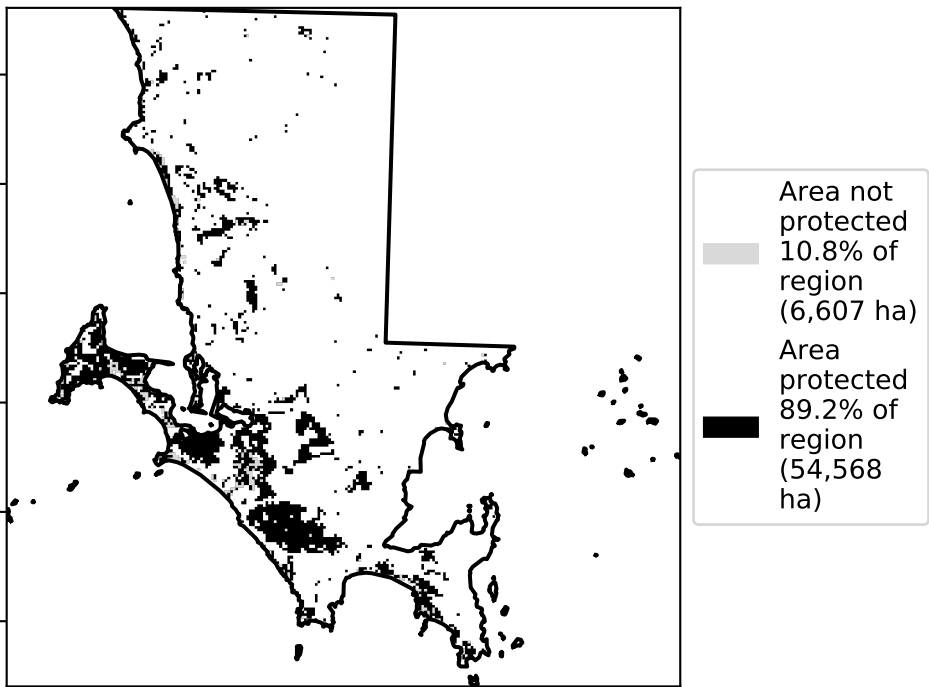 Area not
protected
10.8% of
region
(6,607 ha)
Area
protected
89.2% of
region
(54,568
ha)